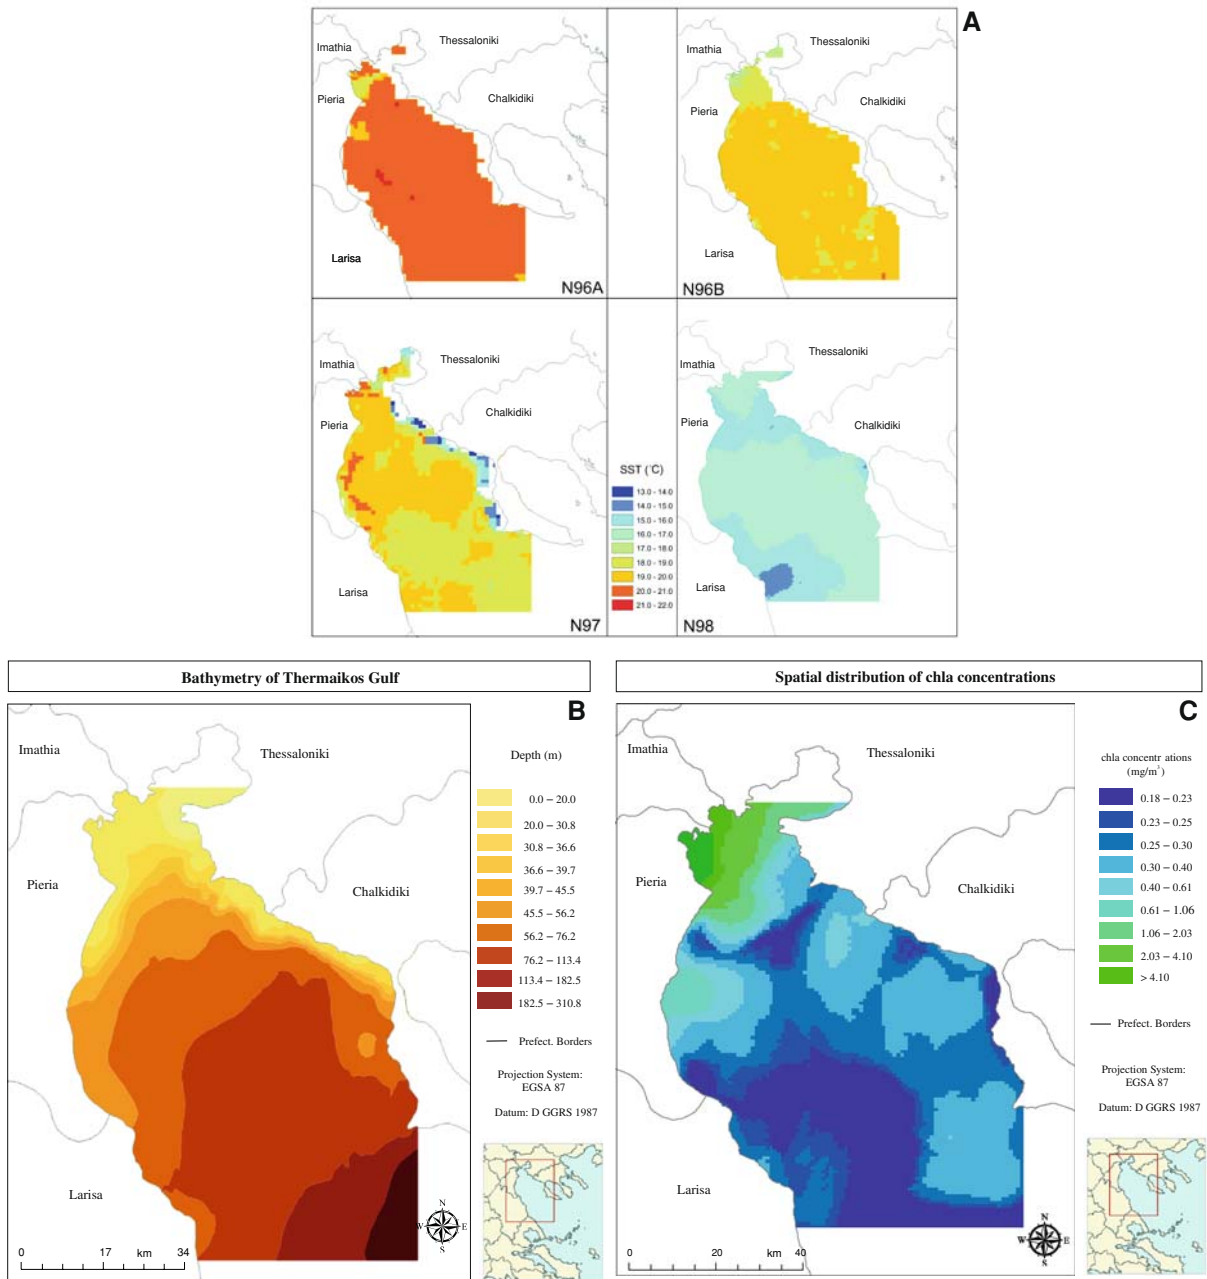 A
Imathia
Thessaloniki
Pieria
Chalkidiki
Larisa
N96A
Imathia
Thessaloniki
Pieria
Chalkidiki
Larisa
N96B
Imathia
Thessaloniki
Pieria
Chalkidiki
Larisa
N97
SST (°C)
13.0 - 14.0
14.0 - 15.0
15.0 - 16.0
16.0 - 17.0
17.0 - 18.0
18.0 - 19.0
19.0 - 20.0
20.0 - 21.0
21.0 - 22.0
Imathia
Thessaloniki
Pieria
Chalkidiki
Larisa
N98
Bathymetry of Thermaikos Gulf
B
Imathia
Thessaloniki
Pieria
Chalkidiki
Larisa
0 17 km 34
N
W E
S
Depth (m)
0.0 – 20.0
20.0 – 30.8
30.8 – 36.6
36.6 – 39.7
39.7 – 45.5
45.5 – 56.2
56.2 – 76.2
76.2 – 113.4
113.4 – 182.5
182.5 – 310.8
Prefect. Borders
Projection System:
EGSA 87
Datum: D GGRS 1987
Spatial distribution of chla concentrations
C
Imathia
Thessaloniki
Pieria
Chalkidiki
Larisa
0 20 km 40
N
W E
S
chla concentr ations
(mg/m³)
0.18 – 0.23
0.23 – 0.25
0.25 – 0.30
0.30 – 0.40
0.40 – 0.61
0.61 – 1.06
1.06 – 2.03
2.03 – 4.10
> 4.10
Prefect. Borders
Projection System:
EGSA 87
Datum: D GGRS 1987